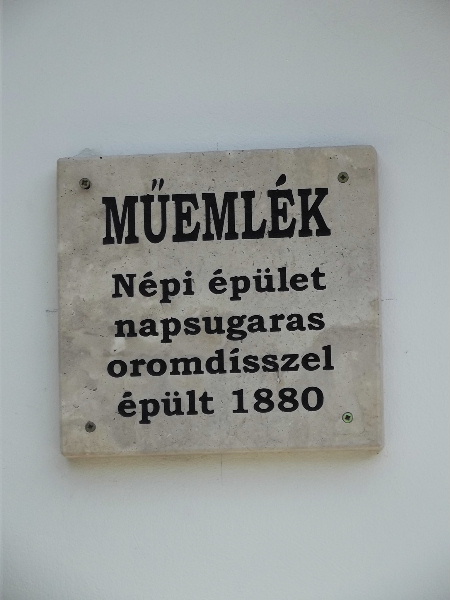 MŰEMLÉK
Népi épület
napsugaras
oromdísszel
épült 1880